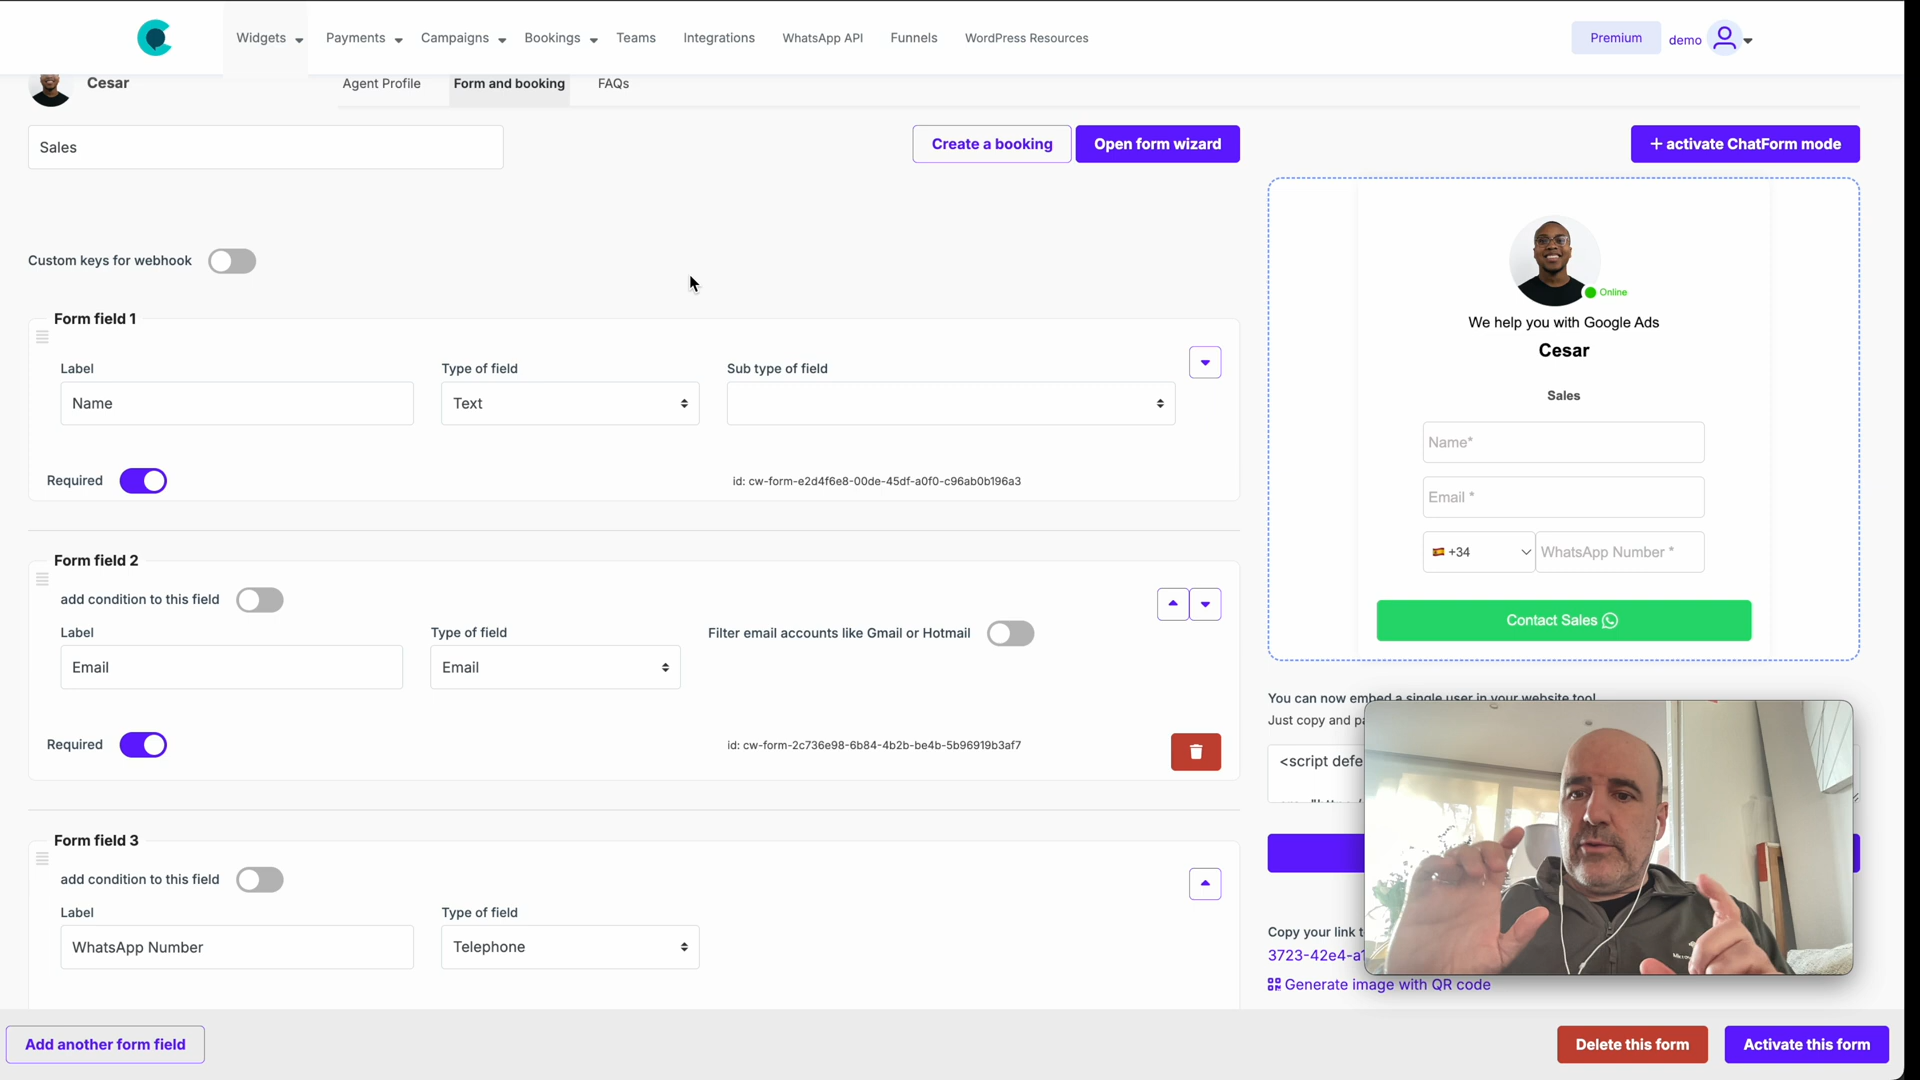 Widgets Payments Campaigns Bookings Teams Integrations WhatsApp API Funnels WordPress Resources Premium demo
Cesar Agent Profile Form and booking FAQs
Sales Create a booking Open form wizard + activate ChatForm mode
Custom keys for webhook
Form field 1
Label Type of field Sub type of field
Name Text
Required id: cw-form-e2d4f6e8-00de-45df-a0f0-c96ab0b196a3
Form field 2
add condition to this field
Label Type of field Filter email accounts like Gmail or Hotmail
Email Email
Required id: cw-form-2c736e98-6b84-4b2b-be4b-5b96919b3af7
Form field 3
add condition to this field
Label Type of field
WhatsApp Number Telephone
Online
We help you with Google Ads
Cesar
Sales
Name*
Email *
+34 WhatsApp Number *
Contact Sales
You can now embed a single user in your website too!
Just copy and pa
<script defe
Copy your link t
3723-42e4-a
Generate image with QR code
Add another form field Delete this form Activate this form